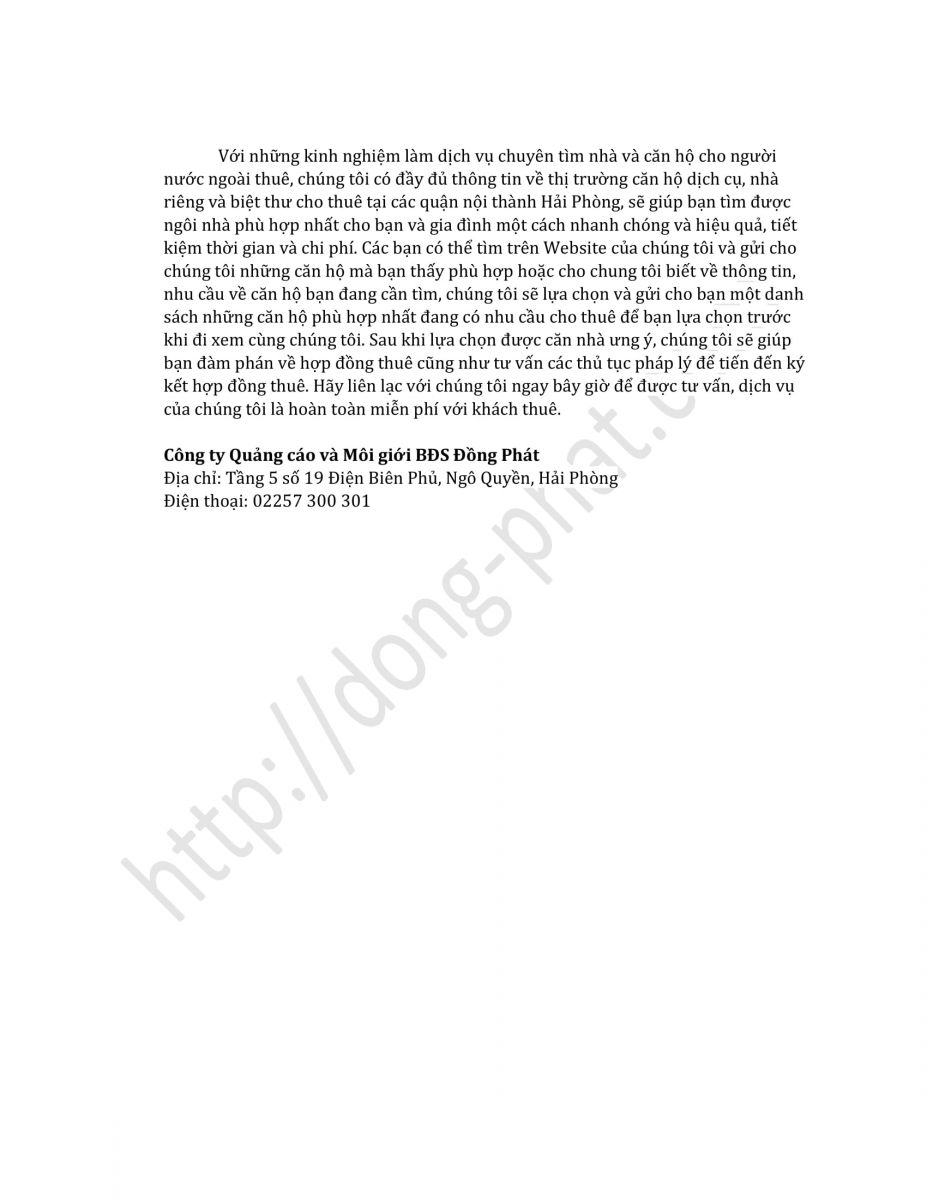 Với những kinh nghiệm làm dịch vụ chuyên tìm nhà và căn hộ cho người
nước ngoài thuê, chúng tôi có đầy đủ thông tin về thị trường căn hộ dịch cụ, nhà
riêng và biệt thư cho thuê tại các quận nội thành Hải Phòng, sẽ giúp bạn tìm được
ngôi nhà phù hợp nhất cho bạn và gia đình một cách nhanh chóng và hiệu quả, tiết
kiệm thời gian và chi phí. Các bạn có thể tìm trên Website của chúng tôi và gửi cho
chúng tôi những căn hộ mà bạn thấy phù hợp hoặc cho chung tôi biết về thông tin,
nhu cầu về căn hộ bạn đang cần tìm, chúng tôi sẽ lựa chọn và gửi cho bạn một danh
sách những căn hộ phù hợp nhất đang có nhu cầu cho thuê để bạn lựa chọn trước
khi đi xem cùng chúng tôi. Sau khi lựa chọn được căn nhà ưng ý, chúng tôi sẽ giúp
bạn đàm phán về hợp đồng thuê cũng như tư vấn các thủ tục pháp lý để tiến đến ký
kết hợp đồng thuê. Hãy liên lạc với chúng tôi ngay bây giờ để được tư vấn, dịch vụ
của chúng tôi là hoàn toàn miễn phí với khách thuê.
Công ty Quảng cáo và Môi giới BĐS Đồng Phát
Địa chỉ: Tầng 5 số 19 Điện Biên Phủ, Ngô Quyền, Hải Phòng
Điện thoại: 02257 300 301
http://dong-phat.